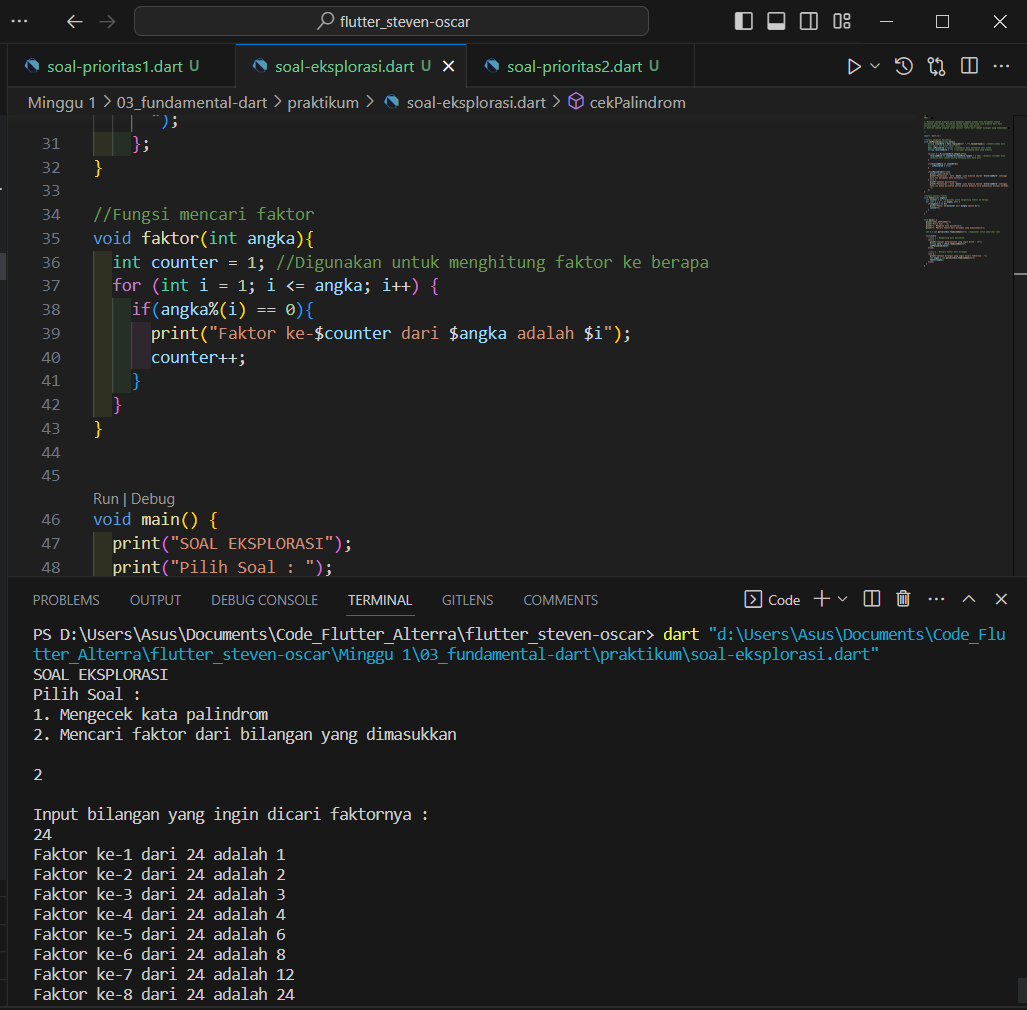 flutter_steven-oscar
soal-prioritas1.dart U
soal-eksplorasi.dart U
soal-prioritas2.dart U
Minggu 1 > 03_fundamental-dart > praktikum > soal-eksplorasi.dart > cekPalindrom
");
31 };
32 }
33
34 //Fungsi mencari faktor
35 void faktor(int angka){
36 int counter = 1; //Digunakan untuk menghitung faktor ke berapa
37 for (int i = 1; i <= angka; i++) {
38 if(angka%(i) == 0){
39 print("Faktor ke-$counter dari $angka adalah $i");
40 counter++;
41 }
42 }
43 }
44
45
Run | Debug
46 void main() {
47 print("SOAL EKSPLORASI");
48 print("Pilih Soal : ");
PROBLEMS OUTPUT DEBUG CONSOLE TERMINAL GITLENS COMMENTS Code
PS D:\Users\Asus\Documents\Code_Flutter_Alterra\flutter_steven-oscar> dart "d:\Users\Asus\Documents\Code_Flu
tter_Alterra\flutter_steven-oscar\Minggu 1\03_fundamental-dart\praktikum\soal-eksplorasi.dart"
SOAL EKSPLORASI
Pilih Soal :
1. Mengecek kata palindrom
2. Mencari faktor dari bilangan yang dimasukkan
2
Input bilangan yang ingin dicari faktornya :
24
Faktor ke-1 dari 24 adalah 1
Faktor ke-2 dari 24 adalah 2
Faktor ke-3 dari 24 adalah 3
Faktor ke-4 dari 24 adalah 4
Faktor ke-5 dari 24 adalah 6
Faktor ke-6 dari 24 adalah 8
Faktor ke-7 dari 24 adalah 12
Faktor ke-8 dari 24 adalah 24